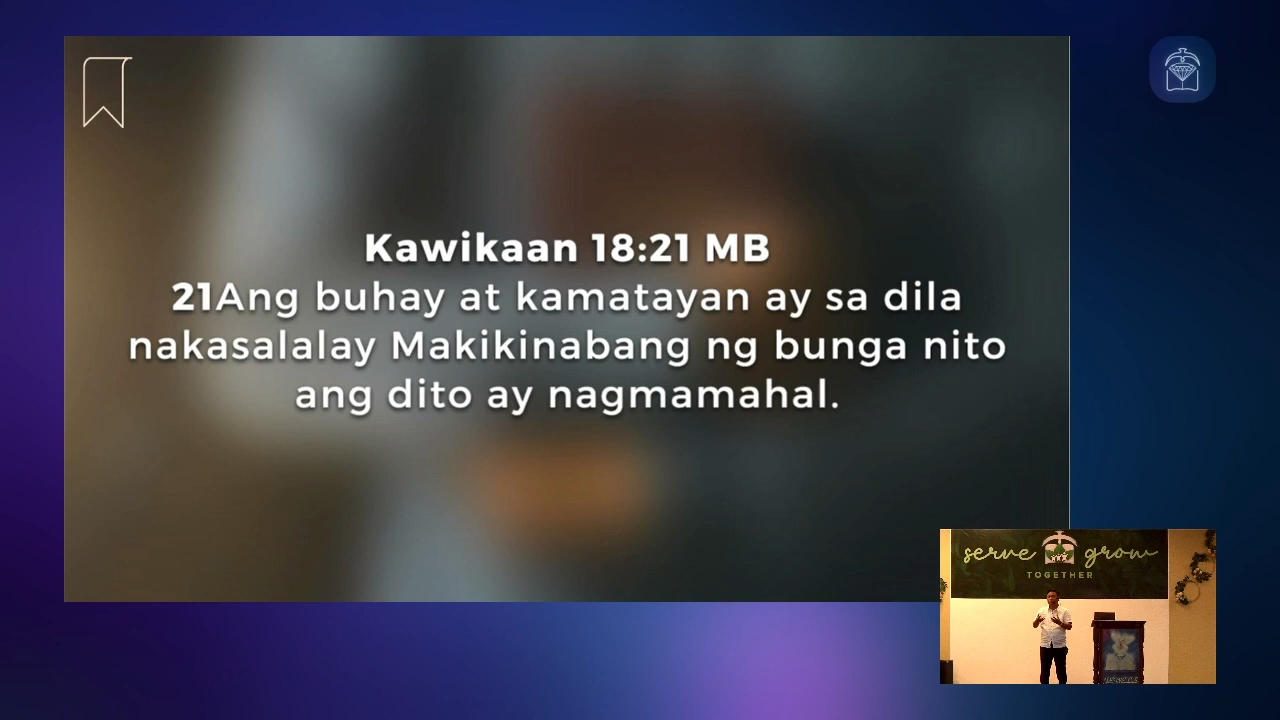 Kawikaan 18:21 MB
21Ang buhay at kamatayan ay sa dila
nakasalalay Makikinabang ng bunga nito
ang dito ay nagmamahal.
serve grow
TOGETHER